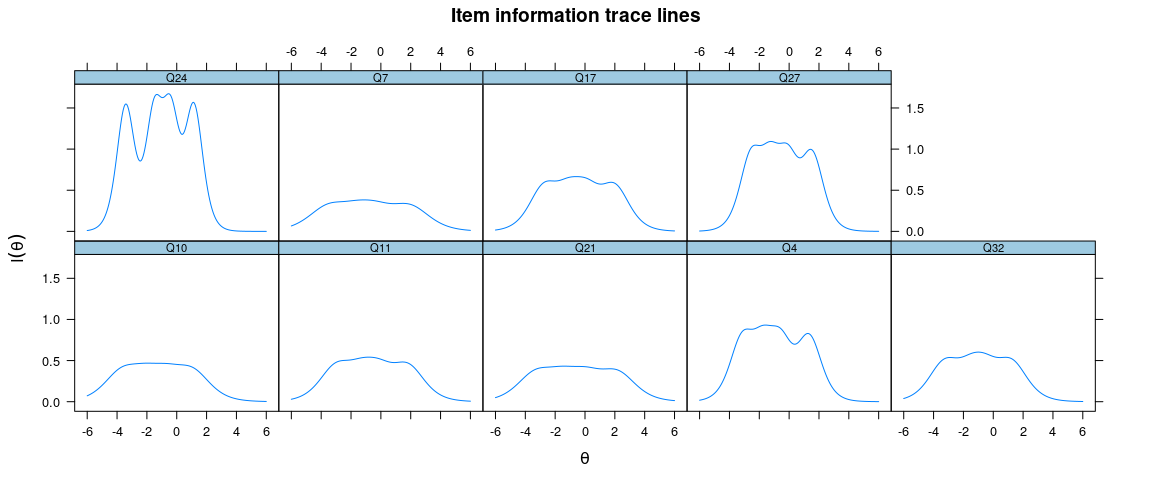 Item information trace lines
-6 -4 -2 0 2 4 6 -6 -4 -2 0 2 4 6
Q24 Q7 Q17 Q27
1.5
1.0
0.5
0.0
Q10 Q11 Q21 Q4 Q32
1.5
1.0
0.5
0.0
-6 -4 -2 0 2 4 6 -6 -4 -2 0 2 4 6 -6 -4 -2 0 2 4 6
I(θ)
θ